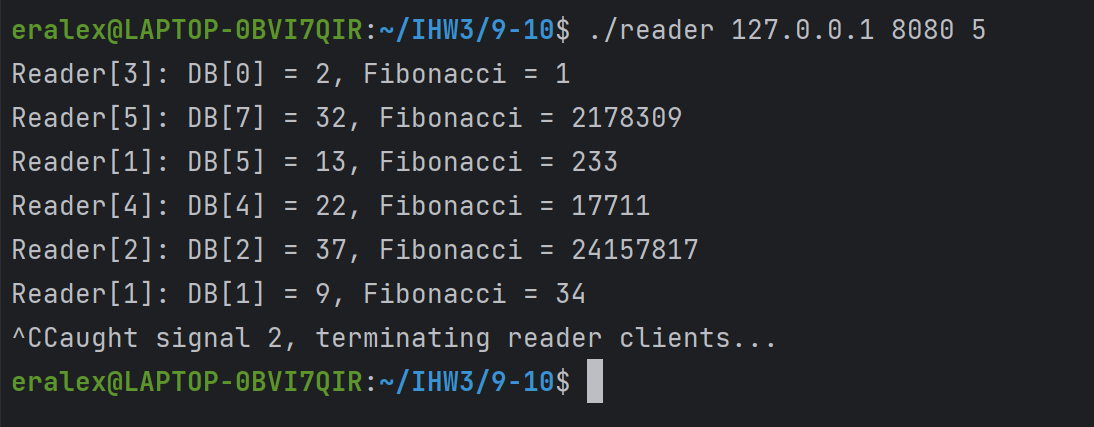 eralex@LAPTOP-0BVI7QIR:~/IHW3/9-10$ ./reader 127.0.0.1 8080 5
Reader[3]: DB[0] = 2, Fibonacci = 1
Reader[5]: DB[7] = 32, Fibonacci = 2178309
Reader[1]: DB[5] = 13, Fibonacci = 233
Reader[4]: DB[4] = 22, Fibonacci = 17711
Reader[2]: DB[2] = 37, Fibonacci = 24157817
Reader[1]: DB[1] = 9, Fibonacci = 34
^CCaught signal 2, terminating reader clients...
eralex@LAPTOP-0BVI7QIR:~/IHW3/9-10$